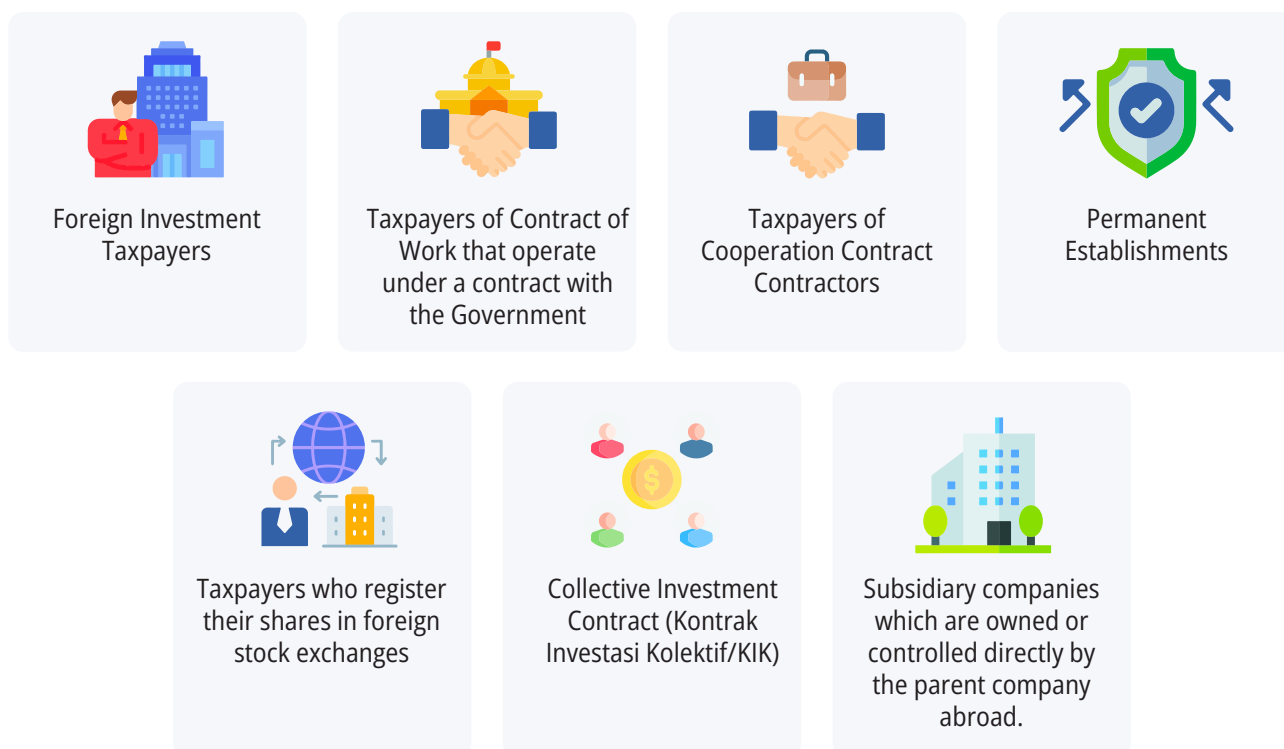 Foreign Investment
Taxpayers
Taxpayers of Contract of
Work that operate
under a contract with
the Government
Taxpayers of
Cooperation Contract
Contractors
Permanent
Establishments
Taxpayers who register
their shares in foreign
stock exchanges
Collective Investment
Contract (Kontrak
Investasi Kolektif/KIK)
Subsidiary companies
which are owned or
controlled directly by
the parent company
abroad.